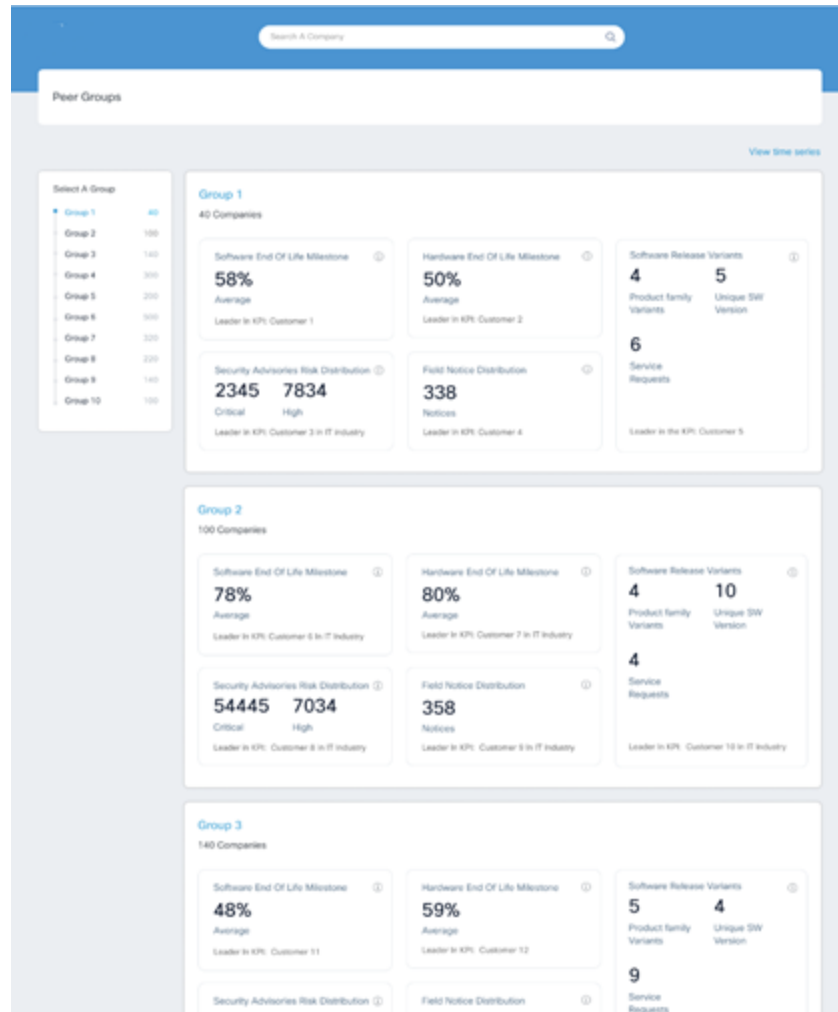 Search A Company
Peer Groups
View time series
Select A Group
Group 1 40
Group 2 100
Group 3 140
Group 4 300
Group 5 200
Group 6 500
Group 7 320
Group 8 220
Group 9 140
Group 10 100
Group 1
40 Companies
Software End Of Life Milestone
58%
Average
Leader In KPI: Customer 1
Hardware End Of Life Milestone
50%
Average
Leader In KPI: Customer 2
Software Release Variants
4 5
Product family Unique SW
Variants Version
6
Service
Requests
Leader in the KPI: Customer 5
Security Advisories Risk Distribution
2345 7834
Critical High
Leader In KPI: Customer 3 in IT Industry
Field Notice Distribution
338
Notices
Leader In KPI: Customer 4
Group 2
100 Companies
Software End Of Life Milestone
78%
Average
Leader In KPI: Customer 6 In IT Industry
Hardware End Of Life Milestone
80%
Average
Leader In KPI: Customer 7 in IT Industry
Software Release Variants
4 10
Product family Unique SW
Variants Version
4
Service
Requests
Leader In KPI: Customer 10 In IT Industry
Security Advisories Risk Distribution
54445 7034
Critical High
Leader In KPI: Customer 8 in IT Industry
Field Notice Distribution
358
Notices
Leader In KPI: Customer 9 In IT Industry
Group 3
140 Companies
Software End Of Life Milestone
48%
Average
Leader In KPI: Customer 11
Hardware End Of Life Milestone
59%
Average
Leader In KPI: Customer 12
Software Release Variants
5 4
Product family Unique SW
Variants Version
9
Service
Requests
Security Advisories Risk Distribution
Field Notice Distribution